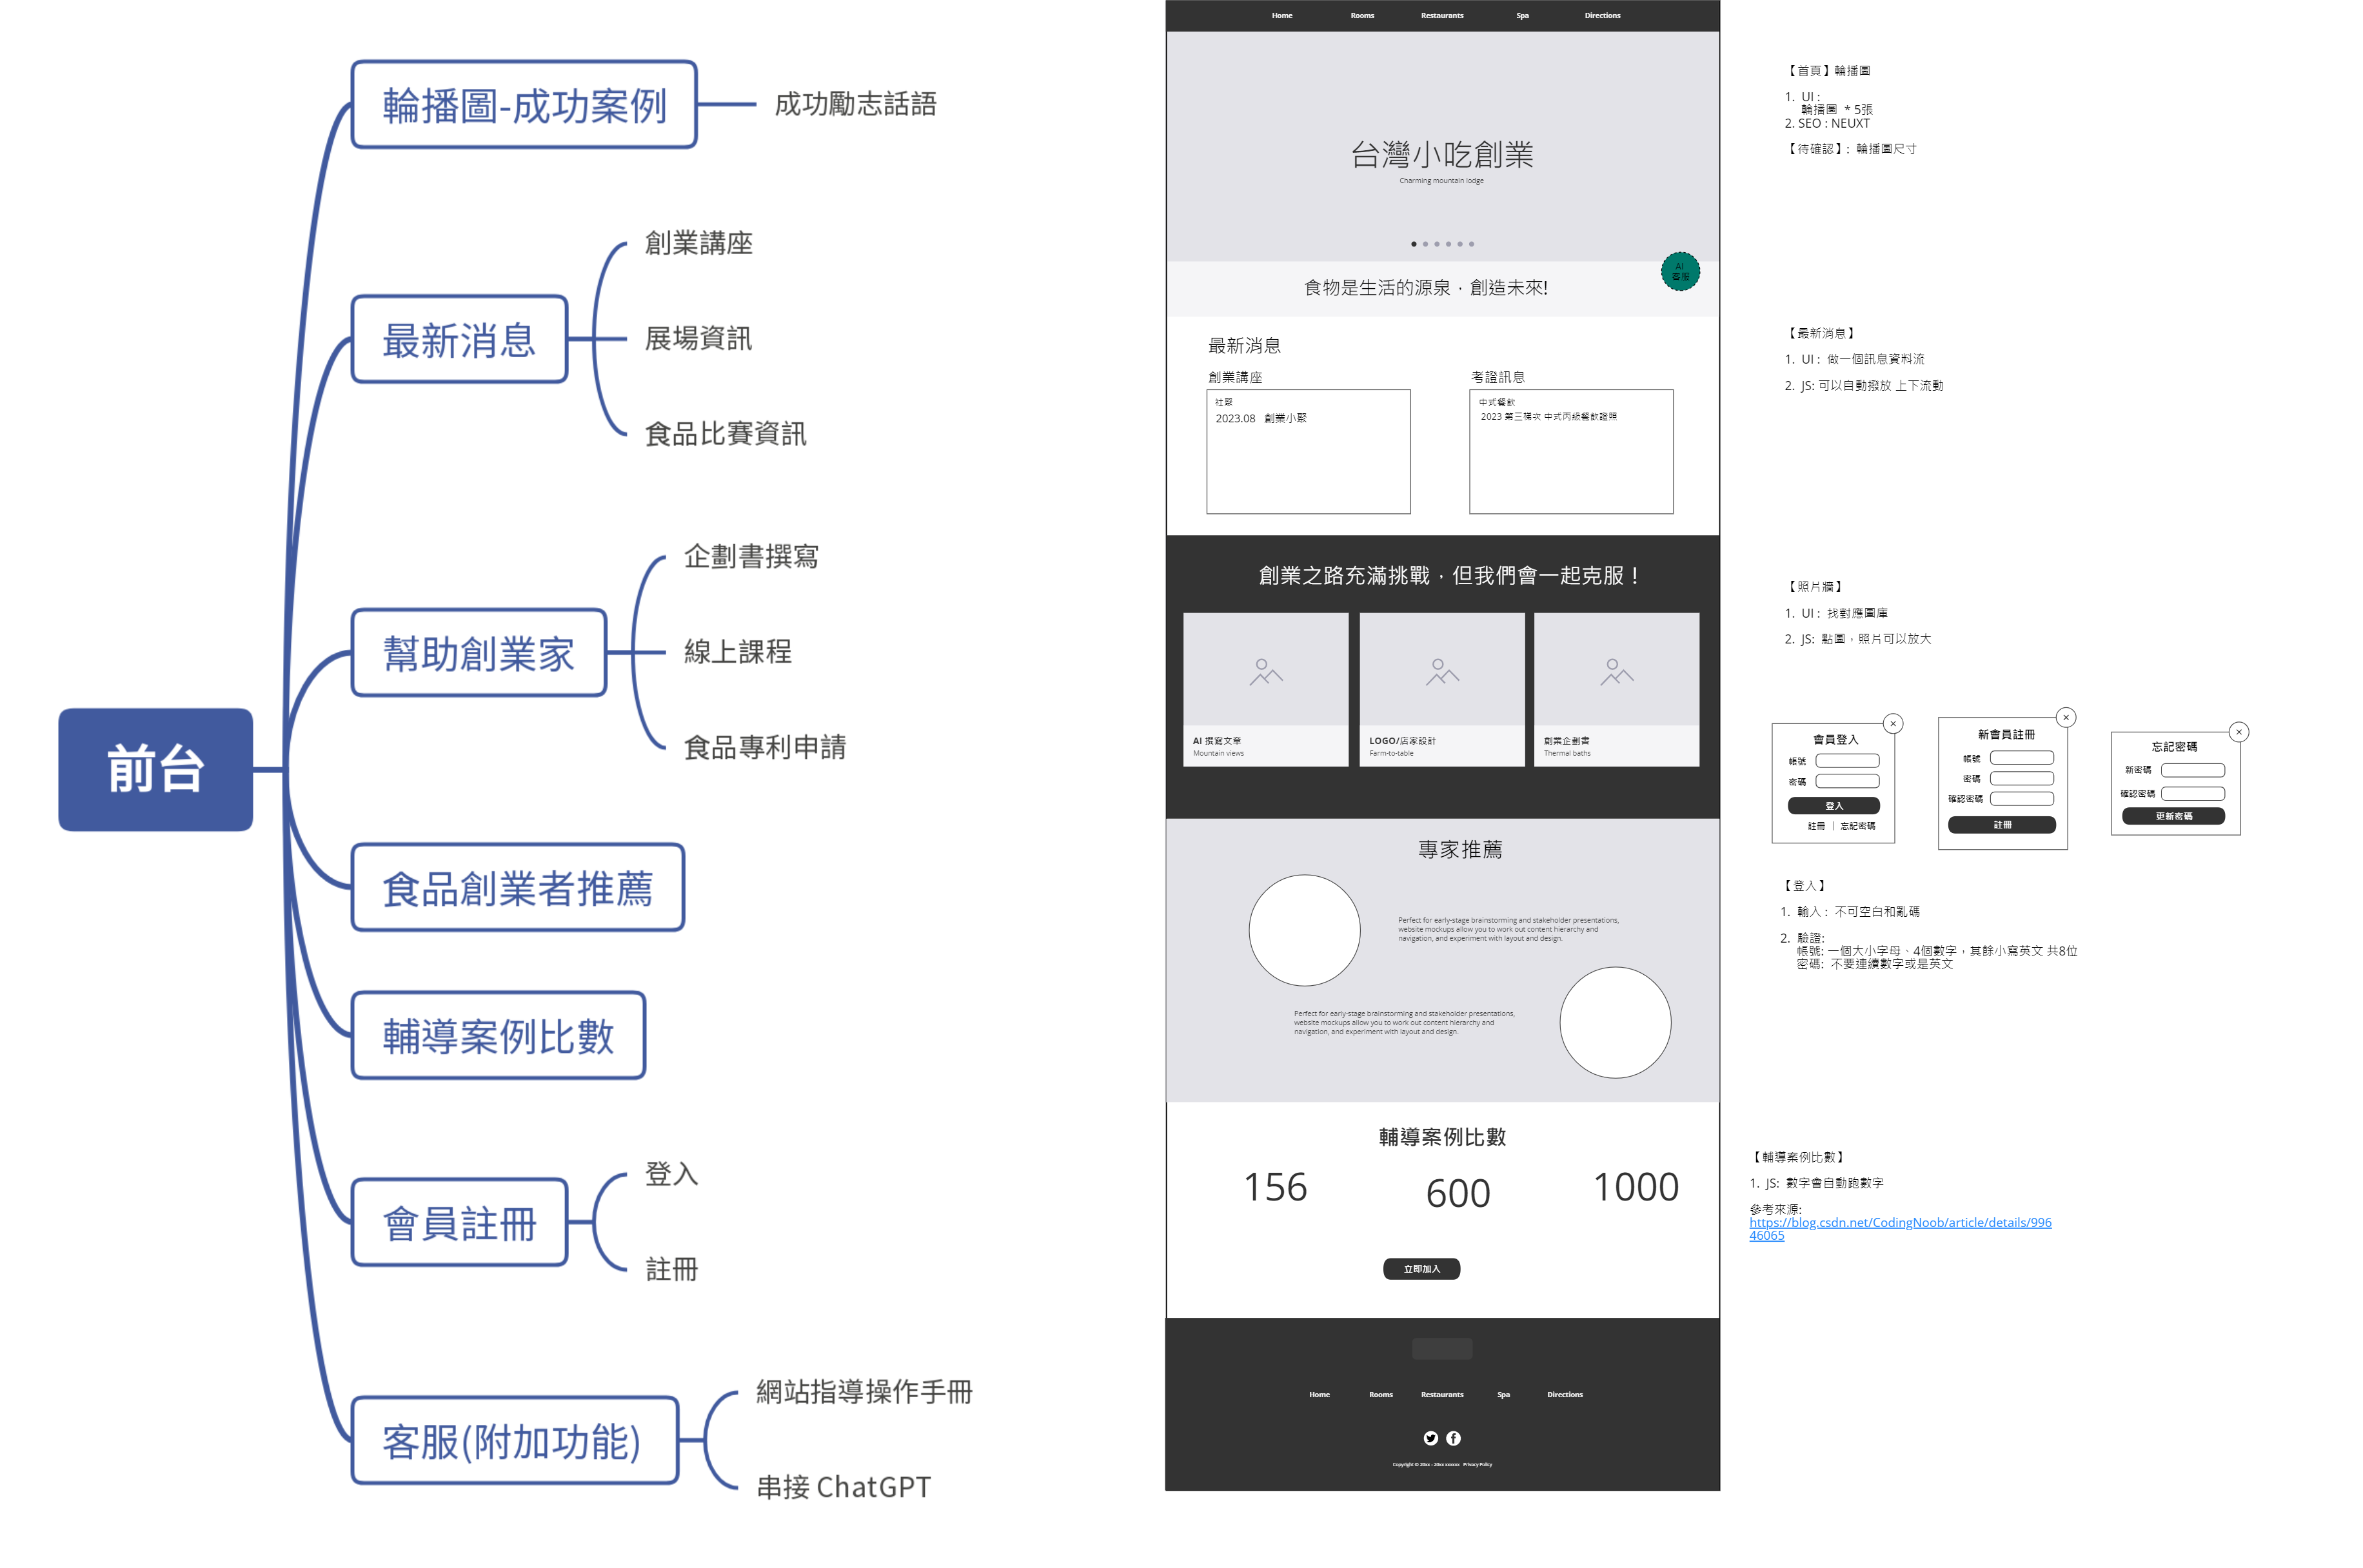 前台
輪播圖-成功案例
成功勵志話語
最新消息
創業講座
展場資訊
食品比賽資訊
幫助創業家
企劃書撰寫
線上課程
食品專利申請
食品創業者推薦
輔導案例比數
會員註冊
登入
註冊
客服(附加功能)
網站指導操作手冊
串接 ChatGPT
Home Rooms Restaurants Spa Directions
台灣小吃創業
Charming mountain lodge
AI
客服
食物是生活的源泉，創造未來!
最新消息
創業講座
社聚
2023.08 創業小聚
考證訊息
中式餐飲
2023 第三梯次 中式丙級餐飲證照
創業之路充滿挑戰，但我們會一起克服！
AI 撰寫文章
Mountain views
LOGO/店家設計
Farm-to-table
創業企劃書
Thermal baths
專家推薦
Perfect for early-stage brainstorming and stakeholder presentations,
website mockups allow you to work out content hierarchy and
navigation, and experiment with layout and design.
Perfect for early-stage brainstorming and stakeholder presentations,
website mockups allow you to work out content hierarchy and
navigation, and experiment with layout and design.
輔導案例比數
156 600 1000
立即加入
Home Rooms Restaurants Spa Directions
Copyright © 20xx - 20xx xxxxxx Privacy Policy
【首頁】輪播圖
1. UI :
輪播圖 * 5張
2. SEO : NEUXT
【待確認】: 輪播圖尺寸
【最新消息】
1. UI : 做一個訊息資料流
2. JS: 可以自動撥放 上下流動
【照片牆】
1. UI : 找對應圖庫
2. JS: 點圖，照片可以放大
×
會員登入
帳號
密碼
登入
註冊 | 忘記密碼
×
新會員註冊
帳號
密碼
確認密碼
註冊
×
忘記密碼
新密碼
確認密碼
更新密碼
【登入】
1. 輸入 : 不可空白和亂碼
2. 驗證:
帳號: 一個大小字母、4個數字，其餘小寫英文 共8位
密碼: 不要連續數字或是英文
【輔導案例比數】
1. JS: 數字會自動跑數字
參考來源:
https://blog.csdn.net/CodingNoob/article/details/996
46065